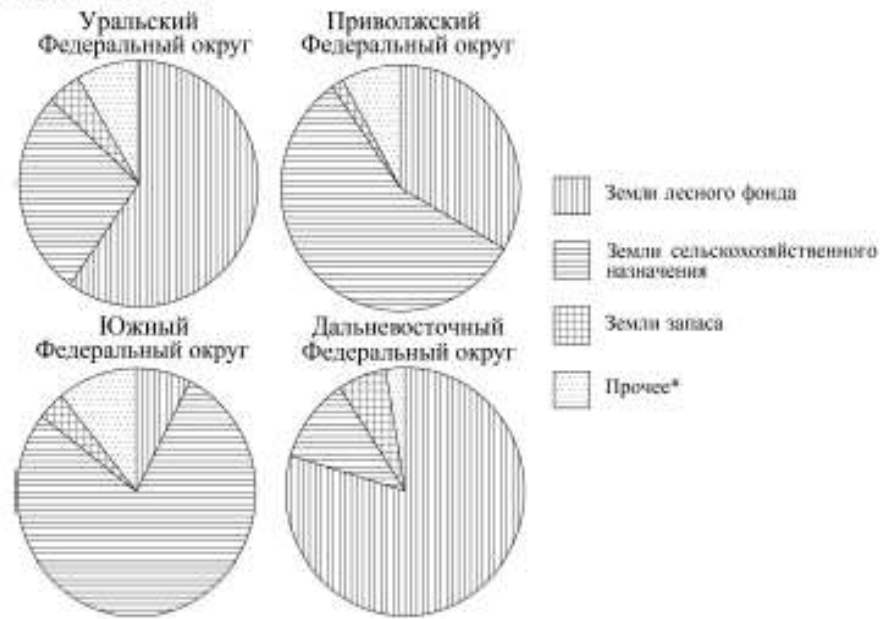 Уральский
Федеральный округ
Приволжский
Федеральный округ
Южный
Федеральный округ
Дальневосточный
Федеральный округ
Земли лесного фонда
Земли сельскохозяйственного
назначения
Земли запаса
Прочее*